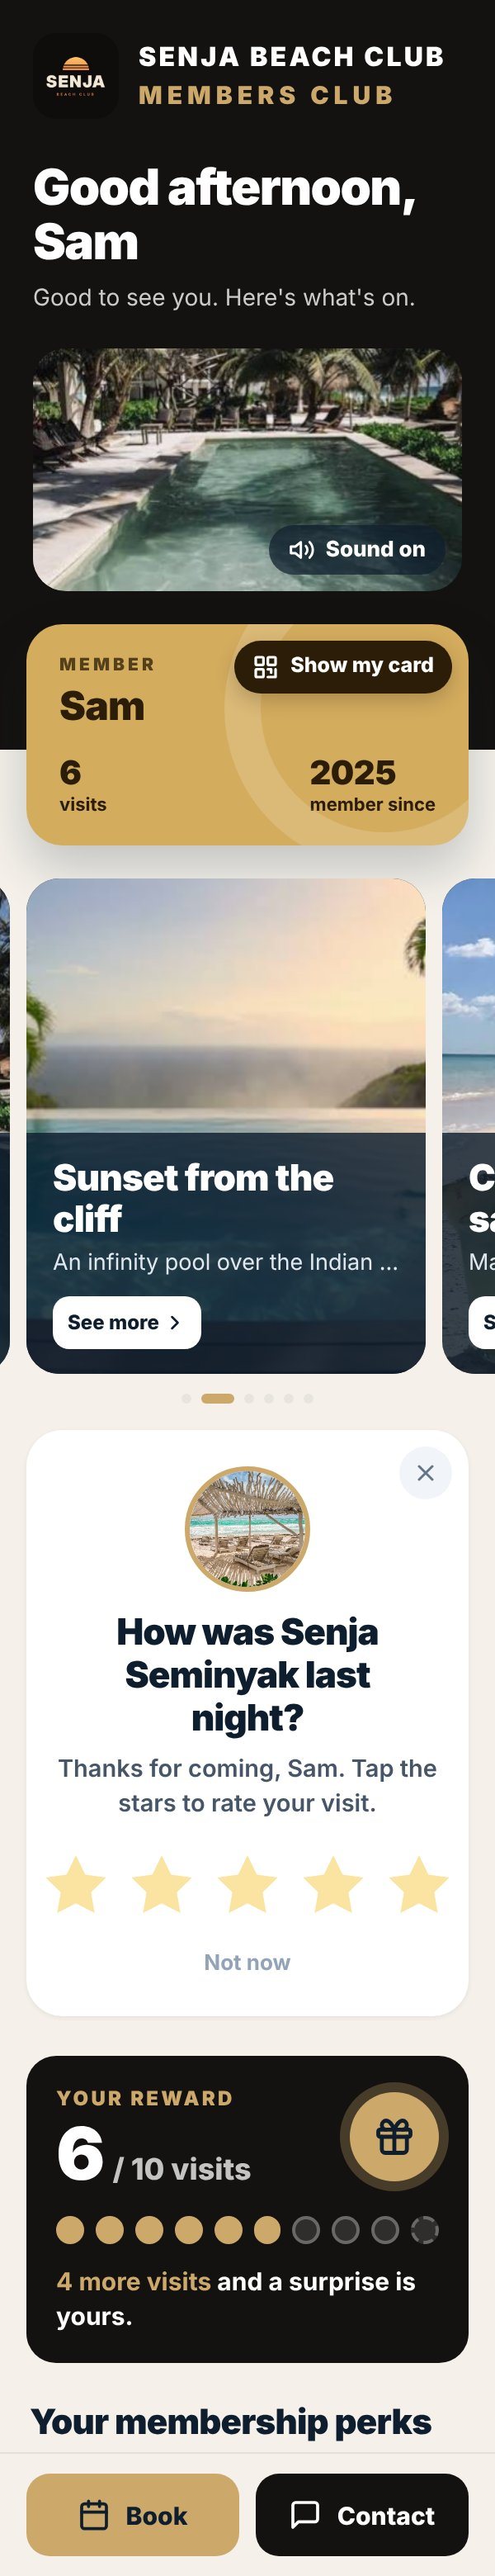 SENJA
BEACH CLUB
SENJA BEACH CLUB
MEMBERS CLUB
Good afternoon,
Sam
Good to see you. Here's what's on.
Sound on
MEMBER
Show my card
Sam
6
visits
2025
member since
Sunset from the
cliff
An infinity pool over the Indian ...
See more
C
sa
Ma
S
How was Senja
Seminyak last
night?
Thanks for coming, Sam. Tap the
stars to rate your visit.
Not now
YOUR REWARD
6 / 10 visits
4 more visits and a surprise is
yours.
Your membership perks
Book
Contact